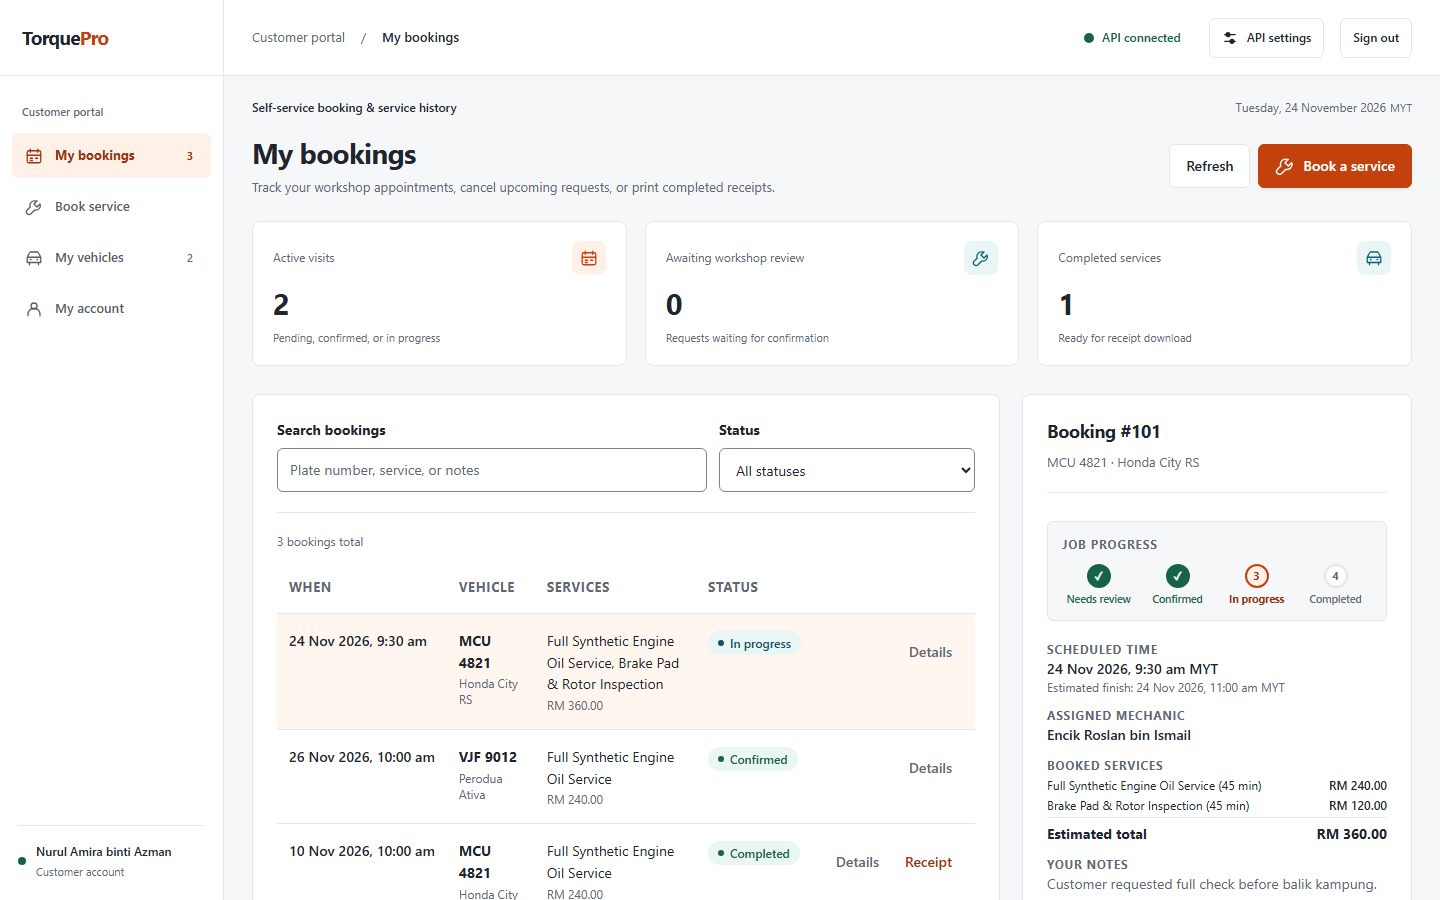 TorquePro
Customer portal / My bookings
API connected
API settings
Sign out
Customer portal
My bookings 3
Book service
My vehicles 2
My account
Nurul Amira binti Azman
Customer account
Self-service booking & service history
Tuesday, 24 November 2026 MYT
My bookings
Track your workshop appointments, cancel upcoming requests, or print completed receipts.
Refresh
Book a service
Active visits
2
Pending, confirmed, or in progress
Awaiting workshop review
0
Requests waiting for confirmation
Completed services
1
Ready for receipt download
Search bookings
Plate number, service, or notes
Status
All statuses
3 bookings total
WHEN VEHICLE SERVICES STATUS
24 Nov 2026, 9:30 am
MCU
4821
Honda City
RS
Full Synthetic Engine
Oil Service, Brake Pad
& Rotor Inspection
RM 360.00
In progress
Details
26 Nov 2026, 10:00 am
VJF 9012
Perodua
Ativa
Full Synthetic Engine
Oil Service
RM 240.00
Confirmed
Details
10 Nov 2026, 10:00 am
MCU
4821
Honda City
Full Synthetic Engine
Oil Service
RM 240.00
Completed
Details
Receipt
Booking #101
MCU 4821 · Honda City RS
JOB PROGRESS
3
4
Needs review
Confirmed
In progress
Completed
SCHEDULED TIME
24 Nov 2026, 9:30 am MYT
Estimated finish: 24 Nov 2026, 11:00 am MYT
ASSIGNED MECHANIC
Encik Roslan bin Ismail
BOOKED SERVICES
Full Synthetic Engine Oil Service (45 min) RM 240.00
Brake Pad & Rotor Inspection (45 min) RM 120.00
Estimated total RM 360.00
YOUR NOTES
Customer requested full check before balik kampung.